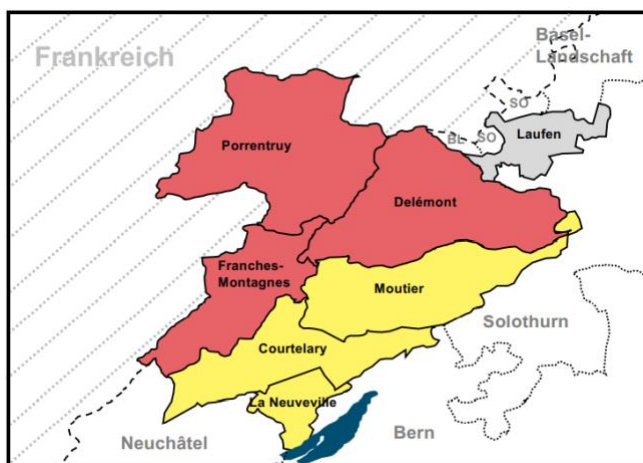 Frankreich
Basel-
Landschaft
SO
BL
SO
Laufen
Porrentruy
Delémont
Franches-
Montagnes
Moutier
Solothurn
Courtelary
La Neuveville
Neuchâtel
Bern